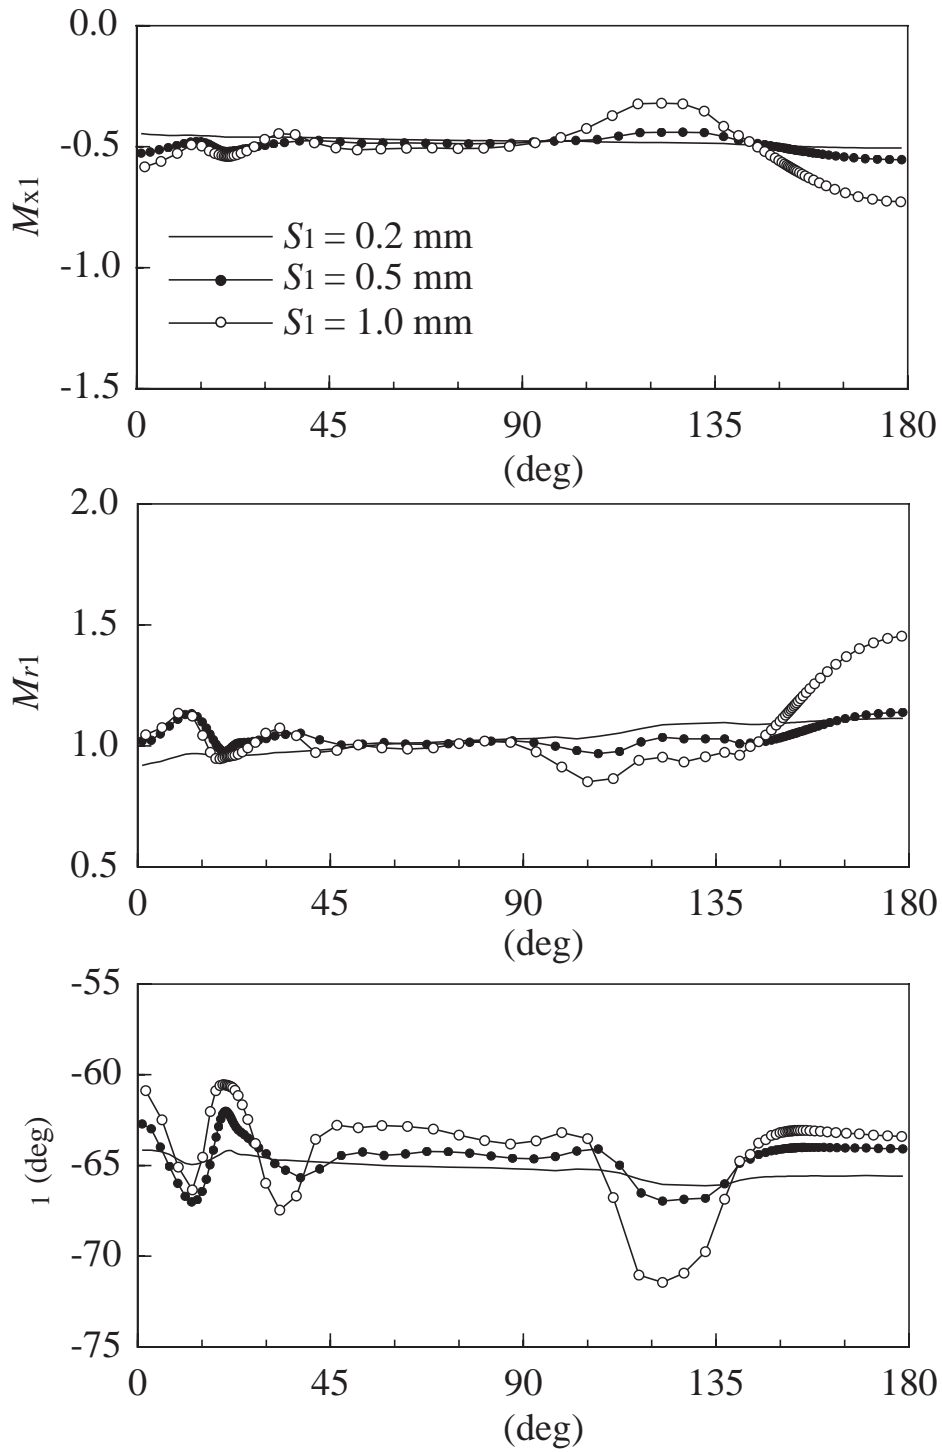 0.0
-0.5
-1.0
-1.5
Mx1
S1 = 0.2 mm
S1 = 0.5 mm
S1 = 1.0 mm
0 45 90 135 180
(deg)
2.0
1.5
1.0
0.5
Mr1
0 45 90 135 180
(deg)
-55
-60
-65
-70
-75
1 (deg)
0 45 90 135 180
(deg)